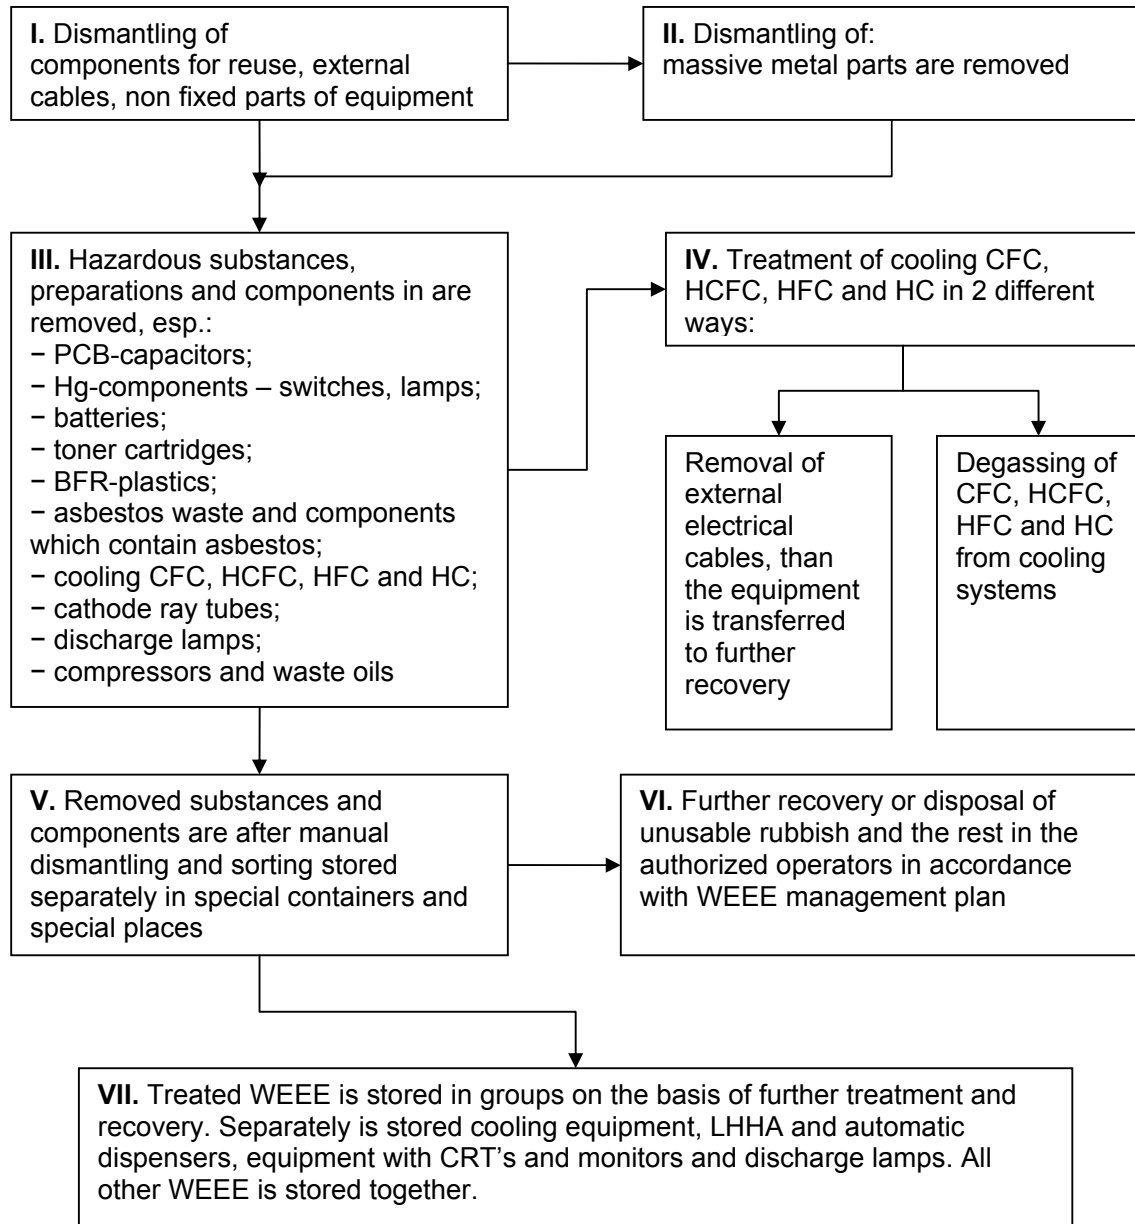 I. Dismantling of
components for reuse, external
cables, non fixed parts of equipment
II. Dismantling of:
massive metal parts are removed
III. Hazardous substances,
preparations and components in are
removed, esp.:
− PCB-capacitors;
− Hg-components – switches, lamps;
− batteries;
− toner cartridges;
− BFR-plastics;
− asbestos waste and components
which contain asbestos;
− cooling CFC, HCFC, HFC and HC;
− cathode ray tubes;
− discharge lamps;
− compressors and waste oils
IV. Treatment of cooling CFC,
HCFC, HFC and HC in 2 different
ways:
Removal of
external
electrical
cables, than
the equipment
is transferred
to further
recovery
Degassing of
CFC, HCFC,
HFC and HC
from cooling
systems
V. Removed substances and
components are after manual
dismantling and sorting stored
separately in special containers and
special places
VI. Further recovery or disposal of
unusable rubbish and the rest in the
authorized operators in accordance
with WEEE management plan
VII. Treated WEEE is stored in groups on the basis of further treatment and
recovery. Separately is stored cooling equipment, LHHA and automatic
dispensers, equipment with CRT’s and monitors and discharge lamps. All
other WEEE is stored together.